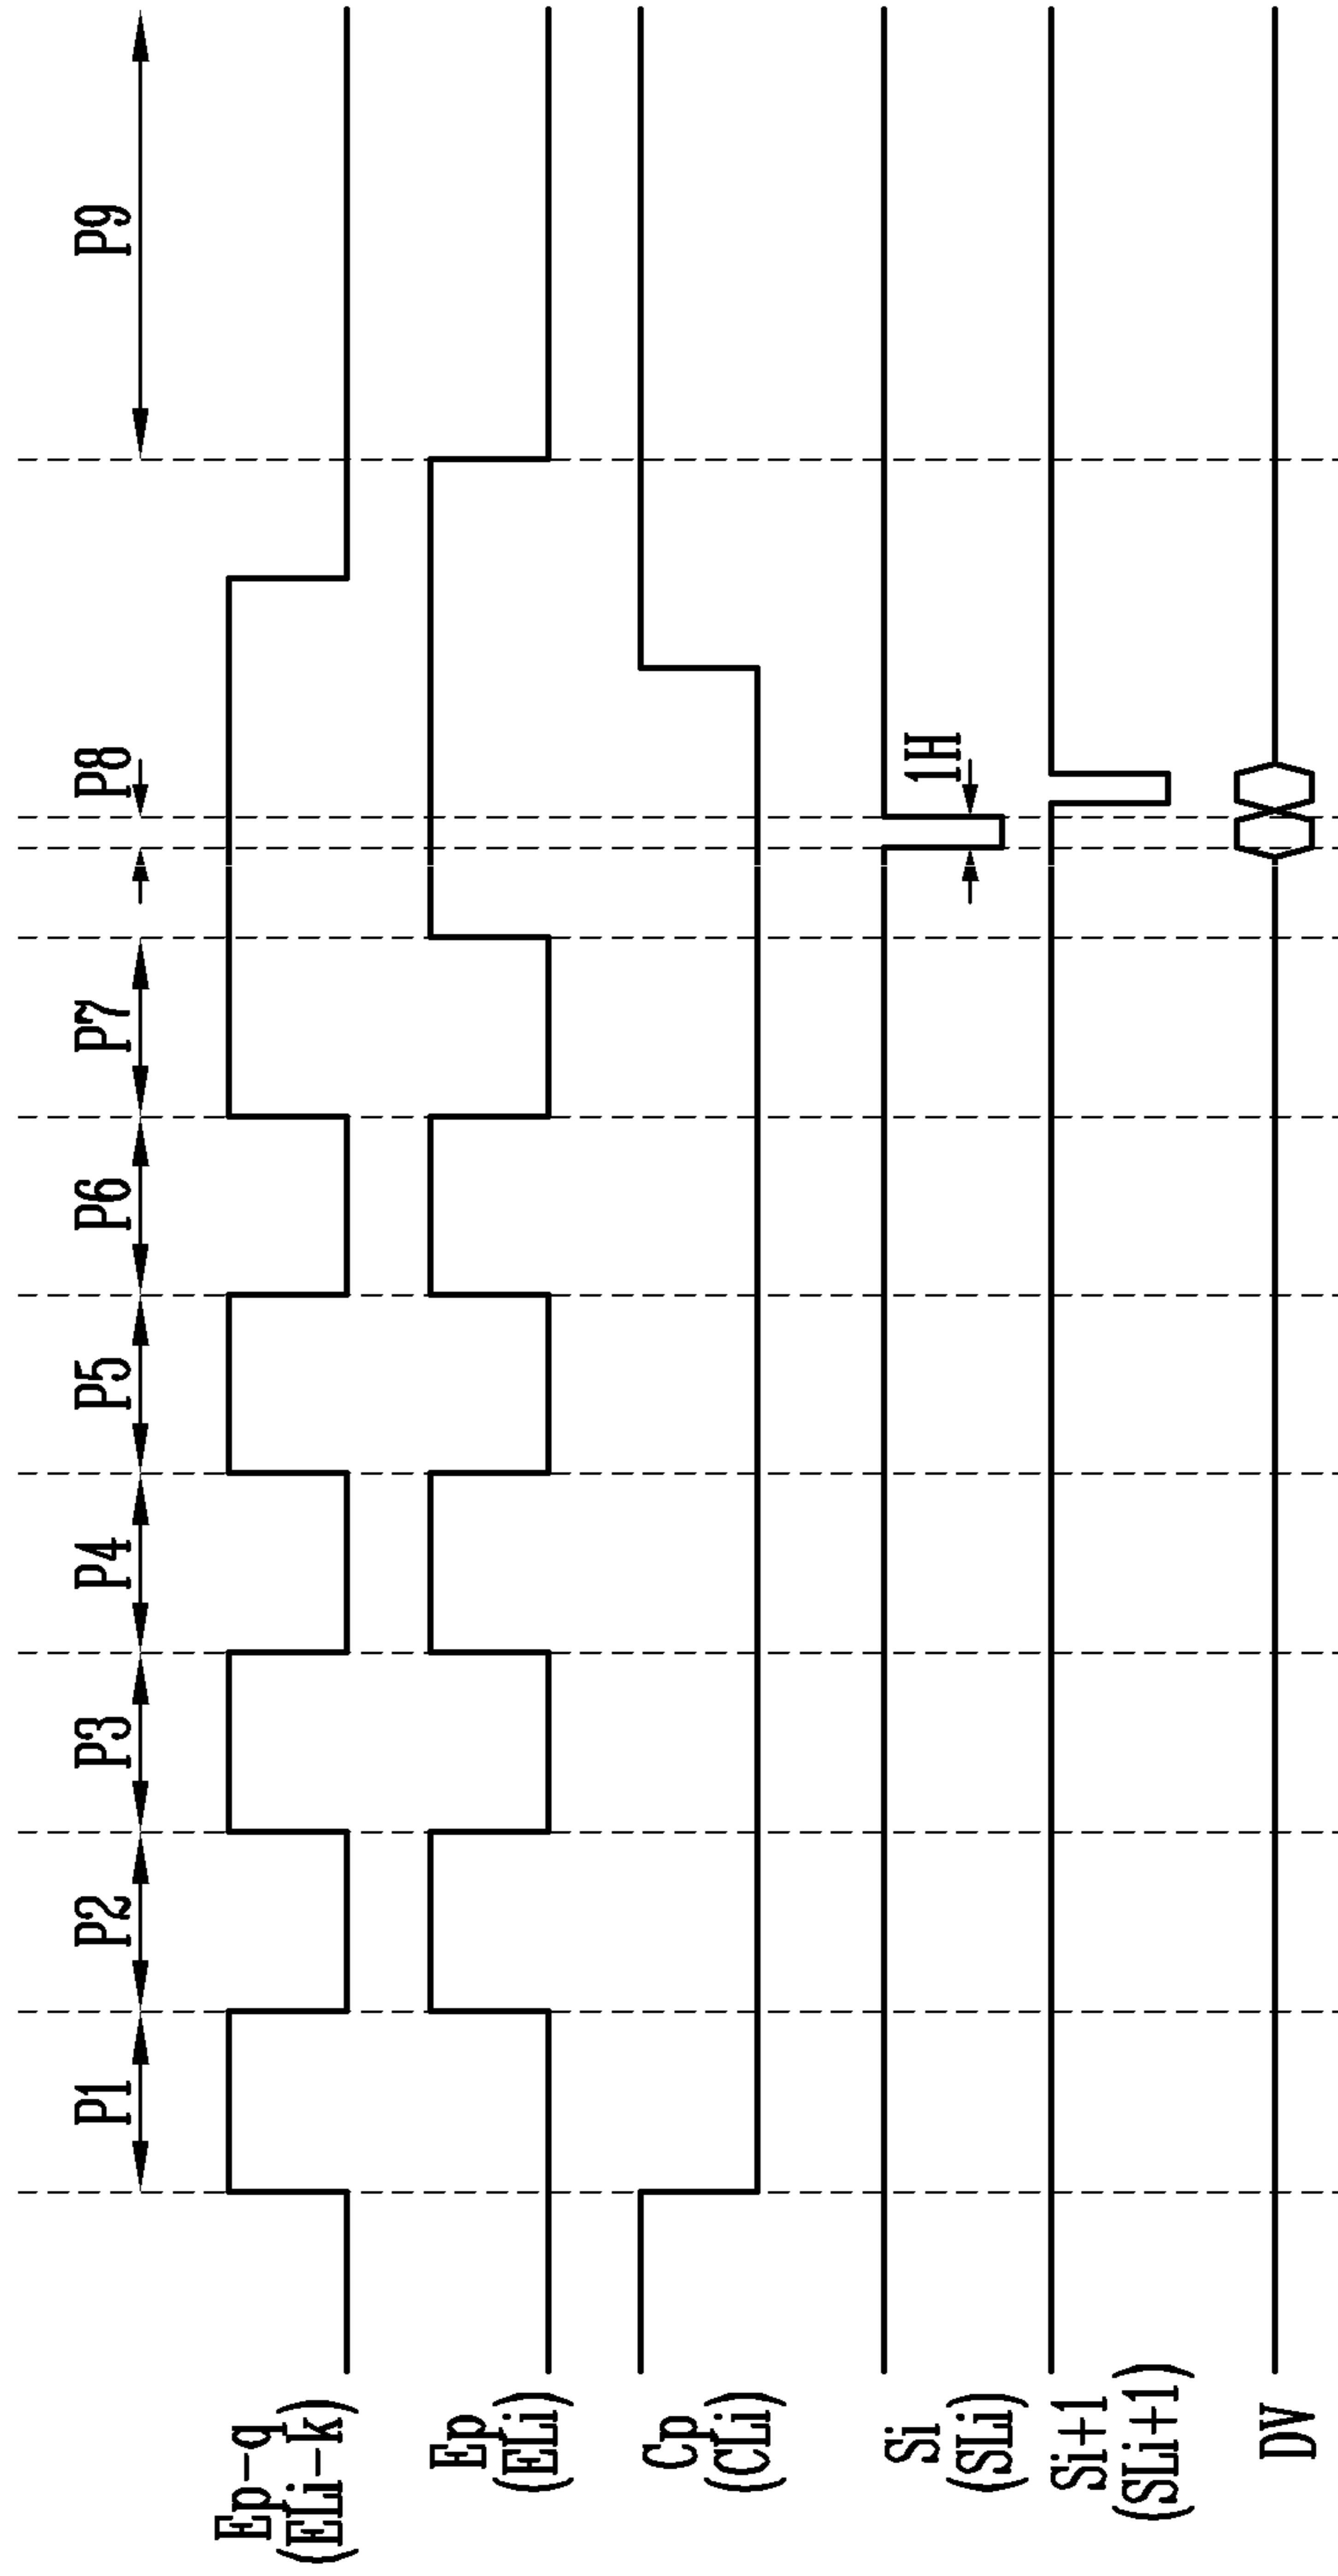 P1
P2
P3
P4
P5
P6
P7
P8
P9
Ep-q
(ELi-k)
Ep
(ELi)
Cp
(CLi)
Si
(SLi)
1H
Si+1
(SLi+1)
DV